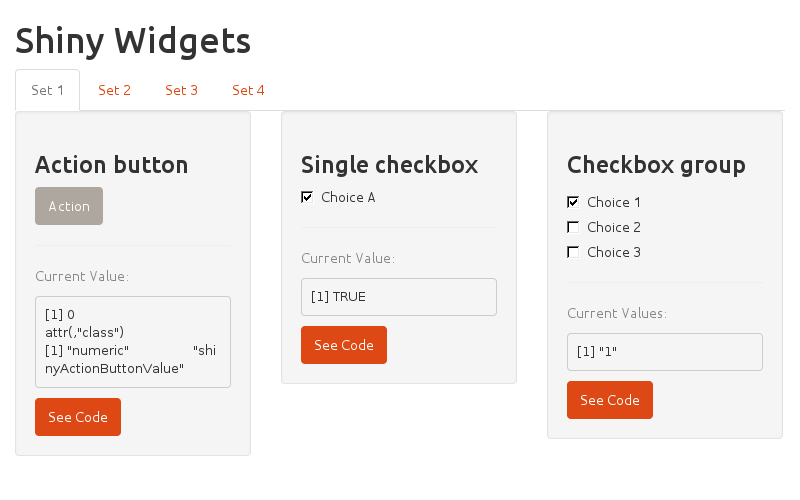 Shiny Widgets
Set 1
Set 2
Set 3
Set 4
Action button
Action
Current Value:
[1] 0
attr(,"class")
[1] "numeric" "shi
nyActionButtonValue"
See Code
Single checkbox
Choice A
Current Value:
[1] TRUE
See Code
Checkbox group
Choice 1
Choice 2
Choice 3
Current Values:
[1] "1"
See Code